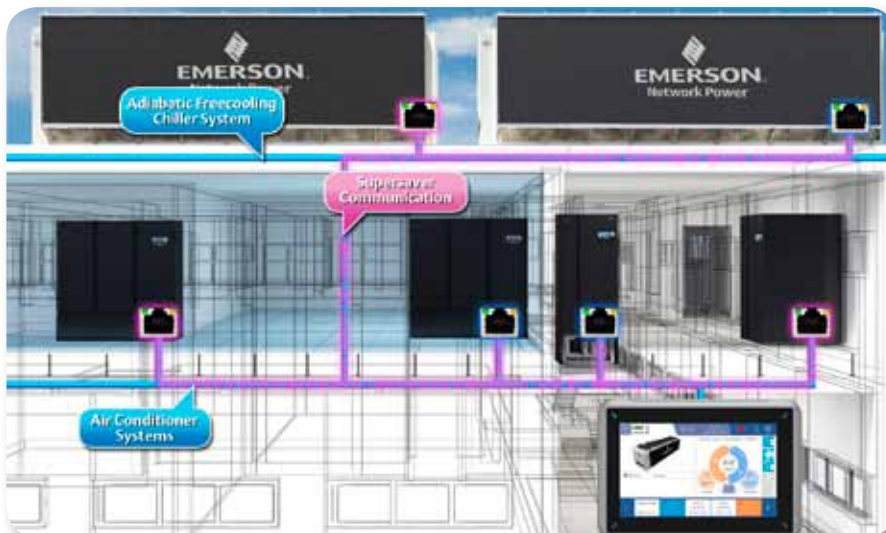 EMERSON
Network Power
EMERSON
Network Power
Adiabatic Freecooling
Chiller System
Supersaver
Communication
Air Conditioner
Systems